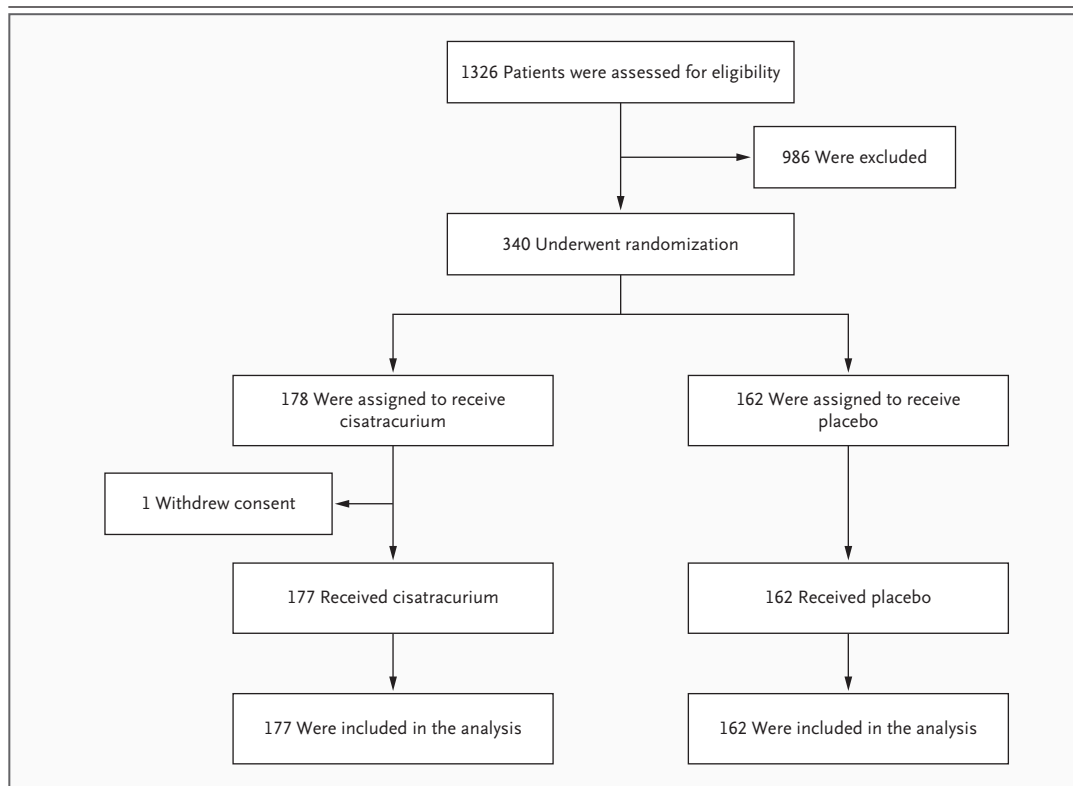 1326 Patients were assessed for eligibility
986 Were excluded
340 Underwent randomization
178 Were assigned to receive
cisatracurium
162 Were assigned to receive
placebo
1 Withdrew consent
177 Received cisatracurium
162 Received placebo
177 Were included in the analysis
162 Were included in the analysis